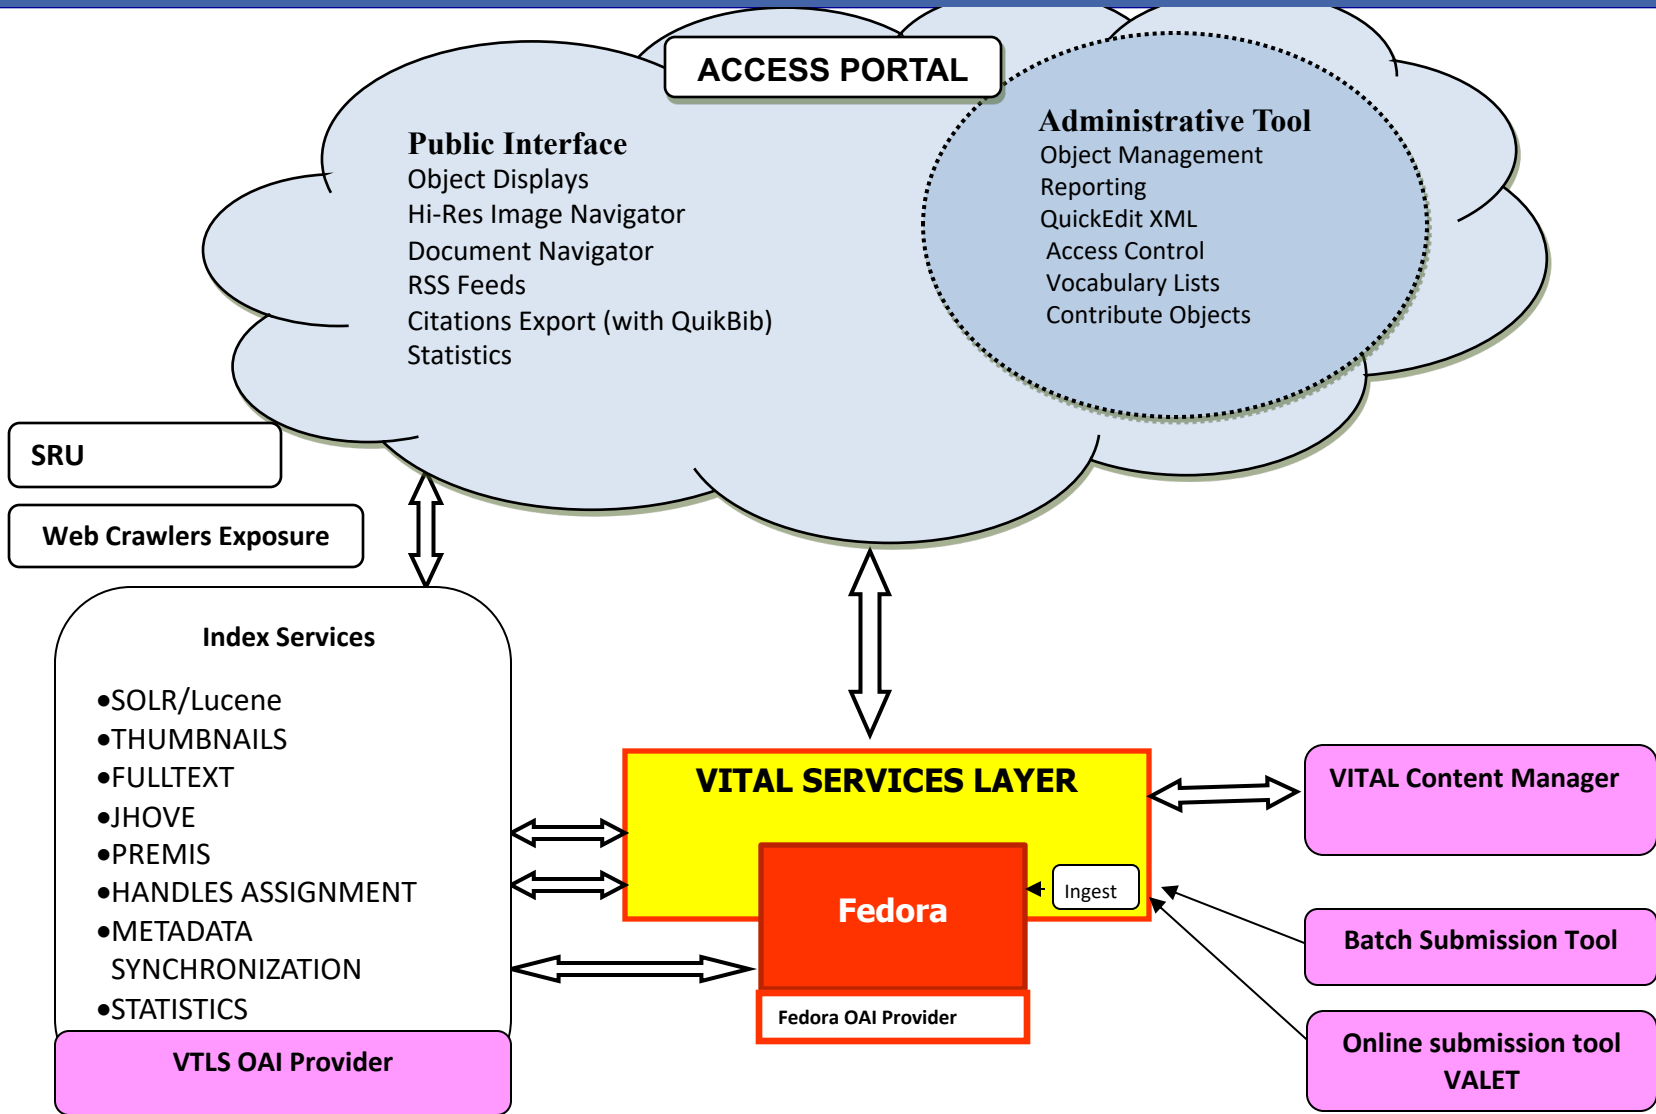 ACCESS PORTAL
Public Interface
Object Displays
Hi-Res Image Navigator
Document Navigator
RSS Feeds
Citations Export (with QuikBib)
Statistics
Administrative Tool
Object Management
Reporting
QuickEdit XML
Access Control
Vocabulary Lists
Contribute Objects
SRU
Web Crawlers Exposure
Index Services
•SOLR/Lucene
•THUMBNAILS
•FULLTEXT
•JHOVE
•PREMIS
•HANDLES ASSIGNMENT
•METADATA
SYNCHRONIZATION
•STATISTICS
VTLS OAI Provider
VITAL SERVICES LAYER
Fedora
Ingest
Fedora OAI Provider
VITAL Content Manager
Batch Submission Tool
Online submission tool
VALET